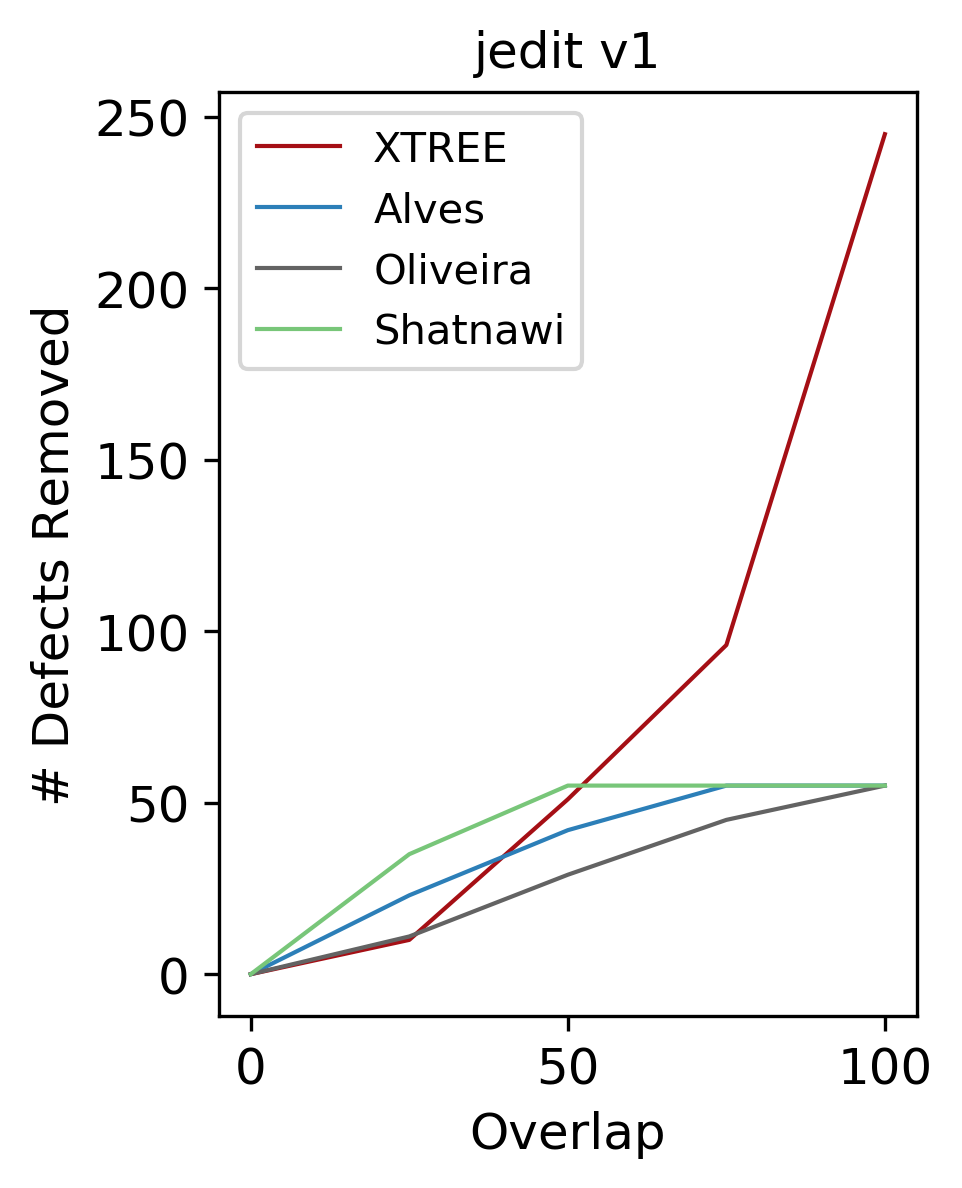 jedit v1
250
200
150
100
50
0
# Defects Removed
XTREE
Alves
Oliveira
Shatnawi
0 50 100
Overlap